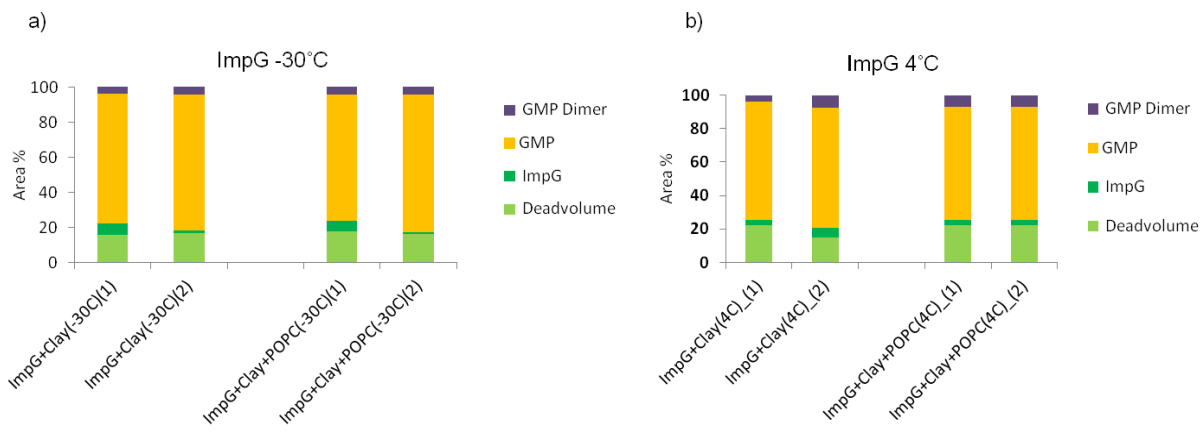 a)
ImpG -30°C
100
80
60
40
20
0
Area %
GMP Dimer
GMP
ImpG
Deadvolume
ImpG+Clay(-30C)(1)
ImpG+Clay(-30C)(2)
ImpG+Clay+POPC(-30C)(1)
ImpG+Clay+POPC(-30C)(2)
b)
ImpG 4°C
100
80
60
40
20
0
Area %
GMP Dimer
GMP
ImpG
Deadvolume
ImpG+Clay(4C)_(1)
ImpG+Clay(4C)_(2)
ImpG+Clay+POPC(4C)_(1)
ImpG+Clay+POPC(4C)_(2)